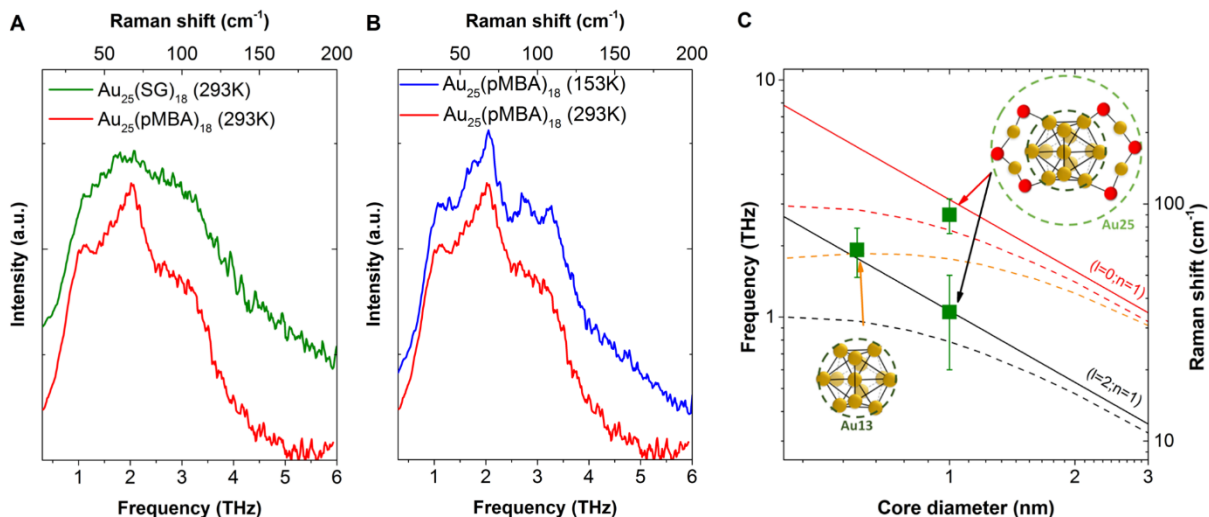 A
Raman shift (cm⁻¹)
0 50 100 150 200
Au₂₅(SG)₁₈ (293K)
Au₂₅(pMBA)₁₈ (293K)
Intensity (a.u.)
1 2 3 4 5 6
Frequency (THz)
B
Raman shift (cm⁻¹)
0 50 100 150 200
Au₂₅(pMBA)₁₈ (153K)
Au₂₅(pMBA)₁₈ (293K)
Intensity (a.u.)
1 2 3 4 5 6
Frequency (THz)
C
10
1
Frequency (THz)
Au25
100
10
Raman shift (cm⁻¹)
(l=0;n=1)
(l=2;n=1)
Au13
1 2 3
Core diameter (nm)